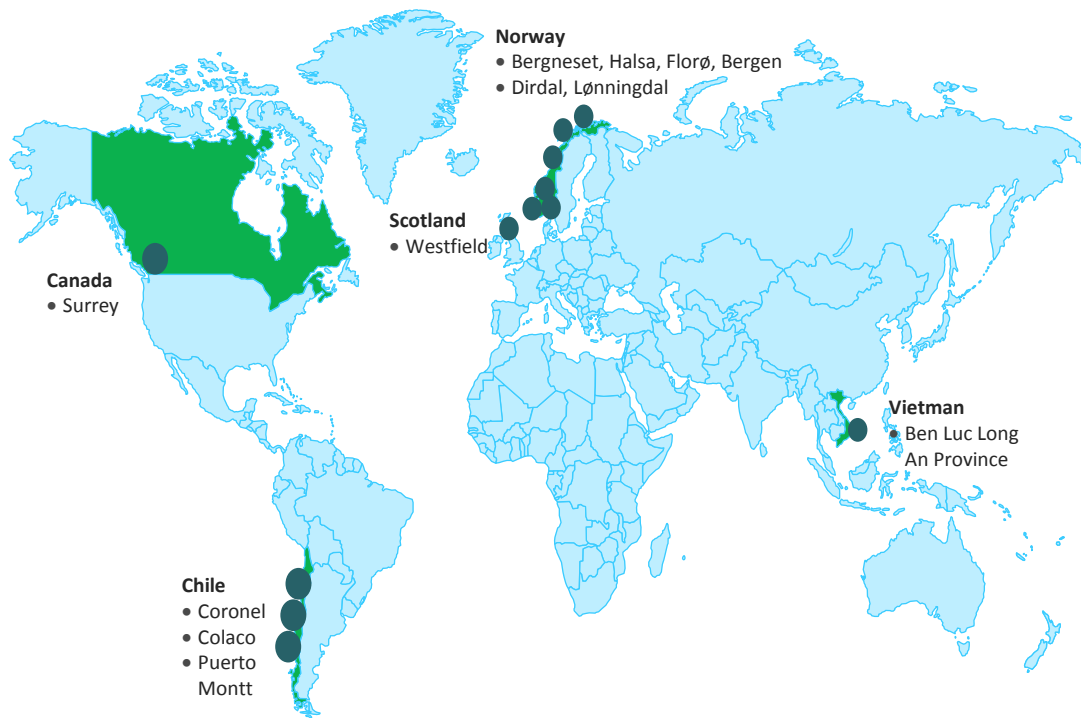 Norway
• Bergneset, Halsa, Florø, Bergen
• Dirdal, Lønningdal
Scotland
• Westfield
Canada
• Surrey
Vietman
• Ben Luc Long
An Province
Chile
• Coronel
• Colaco
• Puerto
Montt